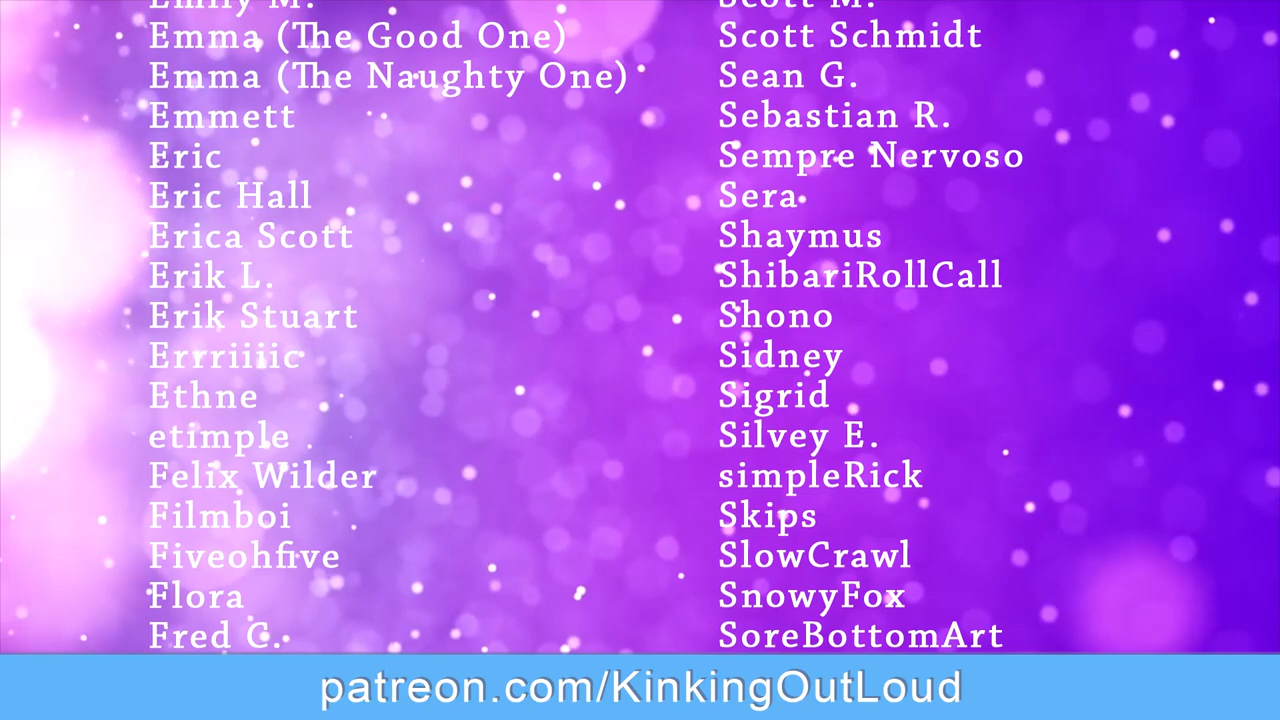 Emily M.
Emma (The Good One)
Emma (The Naughty One)
Emmett
Eric
Eric Hall
Erica Scott
Erik L.
Erik Stuart
Errriiiic
Ethne
etimple
Felix Wilder
Filmboi
Fiveohfive
Flora
Fred C.
Scott M.
Scott Schmidt
Sean G.
Sebastian R.
Sempre Nervoso
Sera
Shaymus
ShibariRollCall
Shono
Sidney
Sigrid
Silvey E.
simpleRick
Skips
SlowCrawl
SnowyFox
SoreBottomArt
patreon.com/KinkingOutLoud